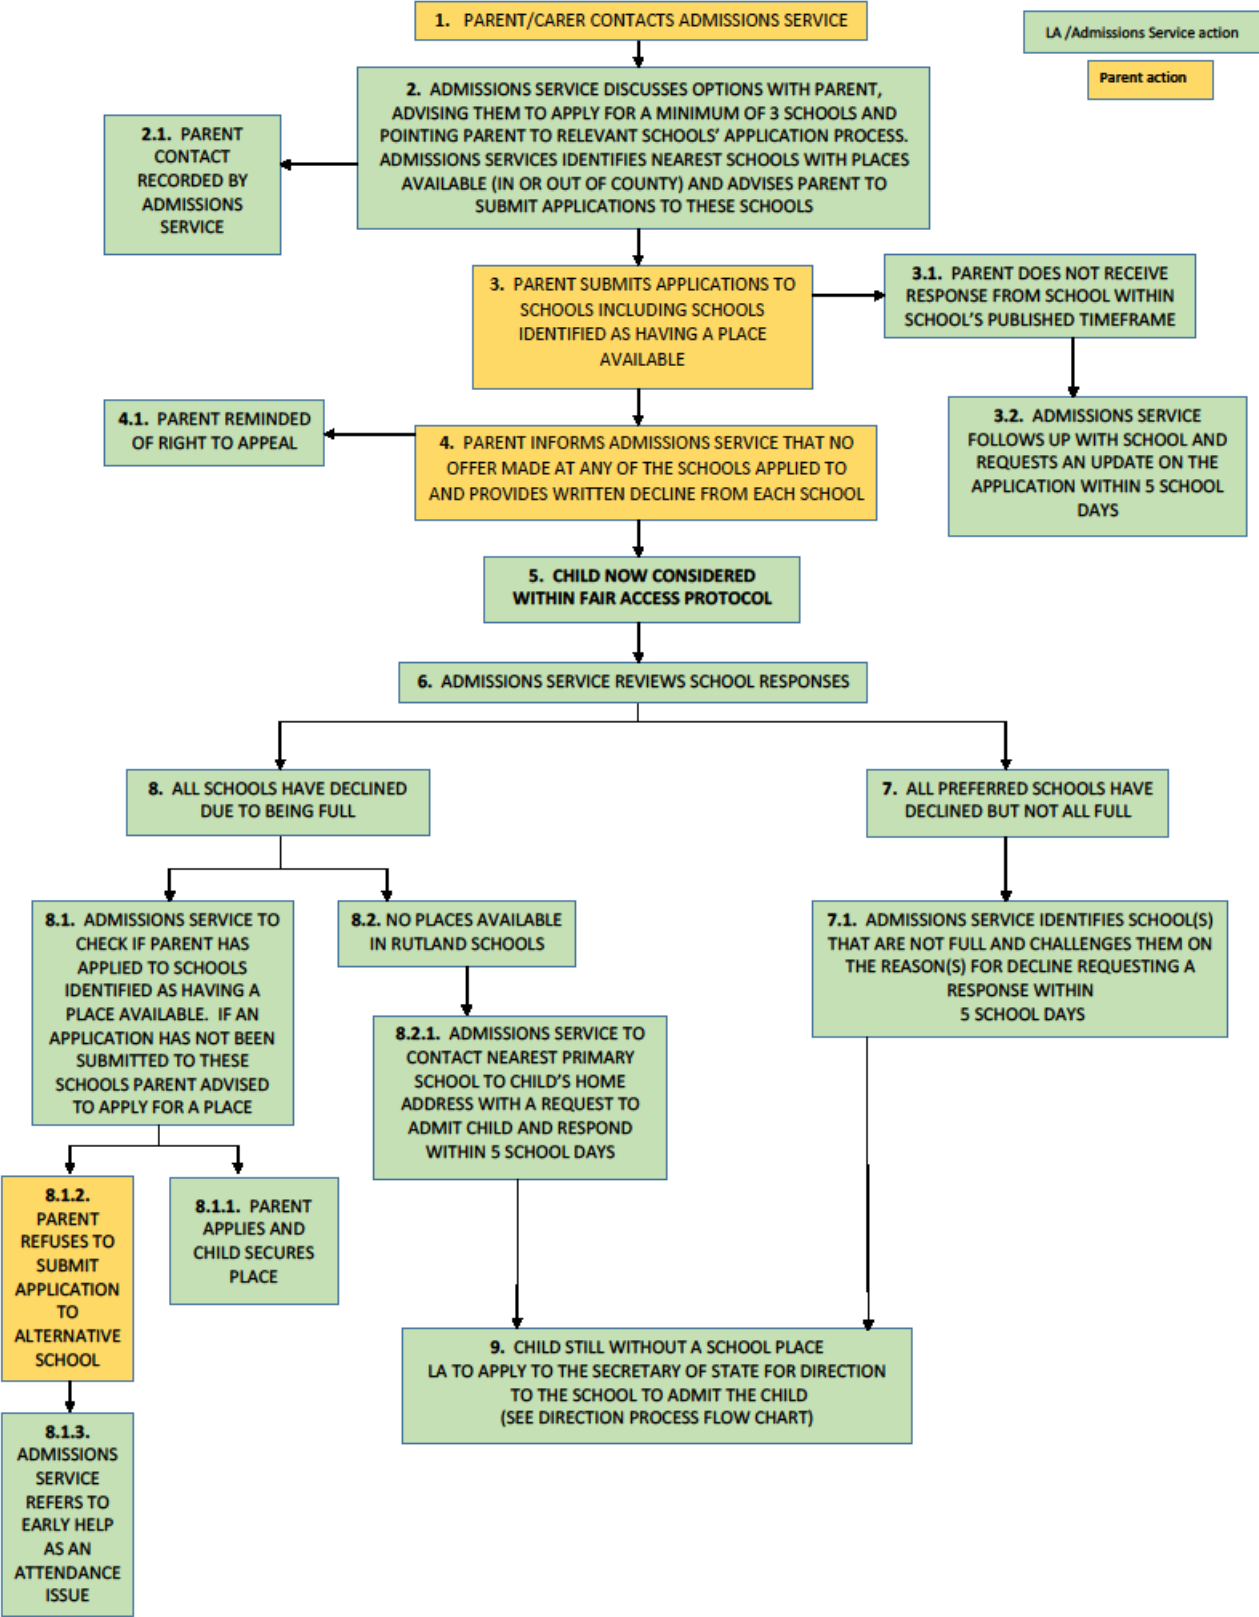 1. PARENT/CARER CONTACTS ADMISSIONS SERVICE
LA /Admissions Service action
Parent action
2. ADMISSIONS SERVICE DISCUSSES OPTIONS WITH PARENT,
ADVISING THEM TO APPLY FOR A MINIMUM OF 3 SCHOOLS AND
POINTING PARENT TO RELEVANT SCHOOLS' APPLICATION PROCESS.
ADMISSIONS SERVICES IDENTIFIES NEAREST SCHOOLS WITH PLACES
AVAILABLE (IN OR OUT OF COUNTY) AND ADVISES PARENT TO
SUBMIT APPLICATIONS TO THESE SCHOOLS
2.1. PARENT
CONTACT
RECORDED BY
ADMISSIONS
SERVICE
3. PARENT SUBMITS APPLICATIONS TO
SCHOOLS INCLUDING SCHOOLS
IDENTIFIED AS HAVING A PLACE
AVAILABLE
3.1. PARENT DOES NOT RECEIVE
RESPONSE FROM SCHOOL WITHIN
SCHOOL'S PUBLISHED TIMEFRAME
3.2. ADMISSIONS SERVICE
FOLLOWS UP WITH SCHOOL AND
REQUESTS AN UPDATE ON THE
APPLICATION WITHIN 5 SCHOOL
DAYS
4.1. PARENT REMINDED
OF RIGHT TO APPEAL
4. PARENT INFORMS ADMISSIONS SERVICE THAT NO
OFFER MADE AT ANY OF THE SCHOOLS APPLIED TO
AND PROVIDES WRITTEN DECLINE FROM EACH SCHOOL
5. CHILD NOW CONSIDERED
WITHIN FAIR ACCESS PROTOCOL
6. ADMISSIONS SERVICE REVIEWS SCHOOL RESPONSES
8. ALL SCHOOLS HAVE DECLINED
DUE TO BEING FULL
7. ALL PREFERRED SCHOOLS HAVE
DECLINED BUT NOT ALL FULL
8.1. ADMISSIONS SERVICE TO
CHECK IF PARENT HAS
APPLIED TO SCHOOLS
IDENTIFIED AS HAVING A
PLACE AVAILABLE. IF AN
APPLICATION HAS NOT BEEN
SUBMITTED TO THESE
SCHOOLS PARENT ADVISED
TO APPLY FOR A PLACE
8.2. NO PLACES AVAILABLE
IN RUTLAND SCHOOLS
7.1. ADMISSIONS SERVICE IDENTIFIES SCHOOL(S)
THAT ARE NOT FULL AND CHALLENGES THEM ON
THE REASON(S) FOR DECLINE REQUESTING A
RESPONSE WITHIN
5 SCHOOL DAYS
8.2.1. ADMISSIONS SERVICE TO
CONTACT NEAREST PRIMARY
SCHOOL TO CHILD'S HOME
ADDRESS WITH A REQUEST TO
ADMIT CHILD AND RESPOND
WITHIN 5 SCHOOL DAYS
8.1.2.
PARENT
REFUSES TO
SUBMIT
APPLICATION
TO
ALTERNATIVE
SCHOOL
8.1.1. PARENT
APPLIES AND
CHILD SECURES
PLACE
9. CHILD STILL WITHOUT A SCHOOL PLACE
LA TO APPLY TO THE SECRETARY OF STATE FOR DIRECTION
TO THE SCHOOL TO ADMIT THE CHILD
(SEE DIRECTION PROCESS FLOW CHART)
8.1.3.
ADMISSIONS
SERVICE
REFERS TO
EARLY HELP
AS AN
ATTENDANCE
ISSUE